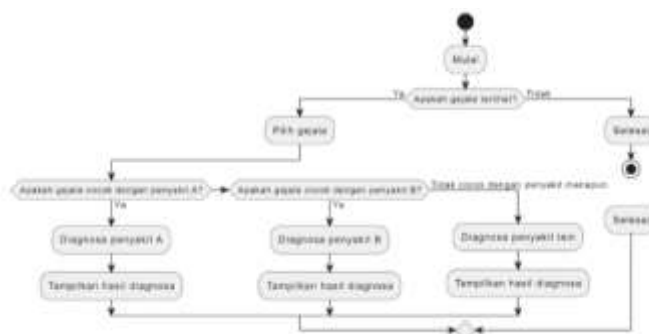 Mulai
Ya
Apakah gejala terlihat?
Tidak
Pilih gejala
Selesai
Apakah gejala cocok dengan penyakit A?
Apakah gejala cocok dengan penyakit B?
Tidak cocok dengan penyakit manapun
Ya
Ya
Selesai
Diagnosa penyakit A
Diagnosa penyakit B
Diagnosa penyakit lain
Tampilkan hasil diagnosa
Tampilkan hasil diagnosa
Tampilkan hasil diagnosa